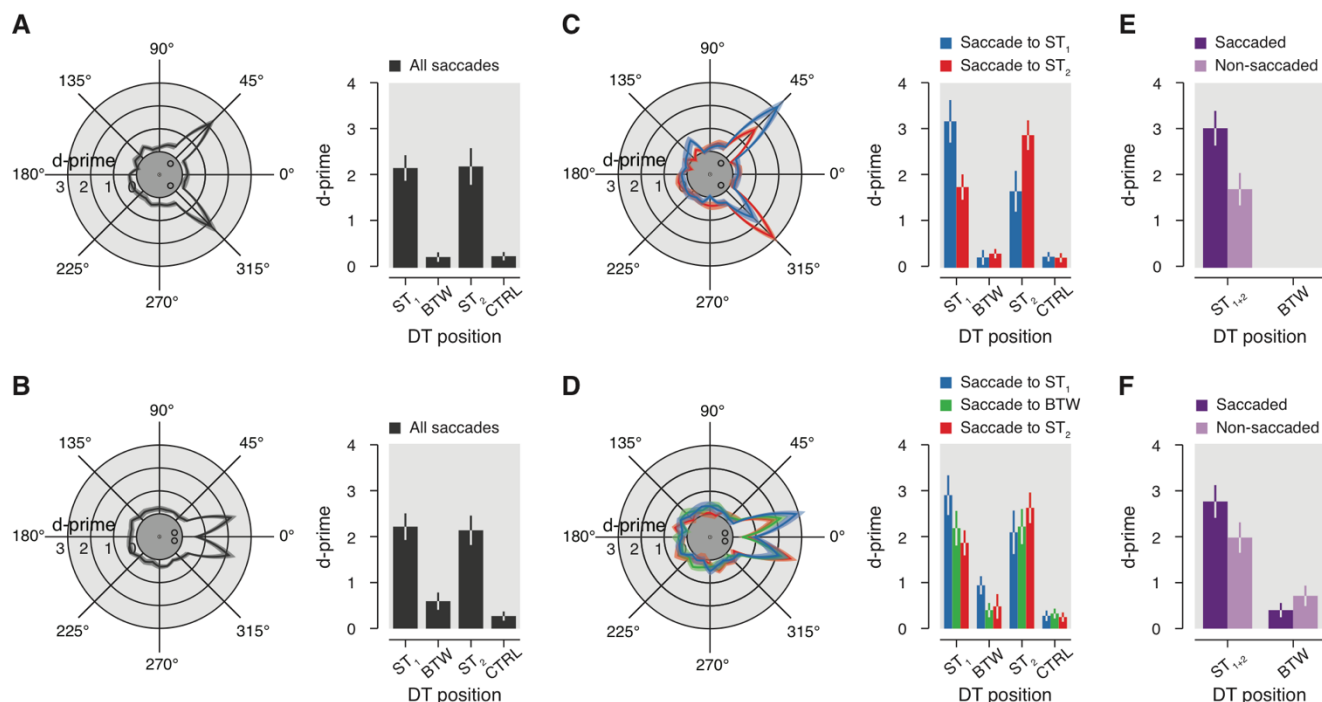 A
90°
135°
45°
d-prime
180°
3 2 1 0
0°
225°
315°
270°
All saccades
d-prime
4
3
2
1
0
ST1
BTW
ST2
CTRL
DT position
C
90°
135°
45°
d-prime
180°
3 2 1
0°
225°
315°
270°
Saccade to ST1
Saccade to ST2
d-prime
4
3
2
1
0
ST1
BTW
ST2
CTRL
DT position
E
Saccaded
Non-saccaded
d-prime
4
3
2
1
0
ST1+2
BTW
DT position
B
90°
135°
45°
d-prime
180°
3 2 1 0
0°
225°
315°
270°
All saccades
d-prime
4
3
2
1
0
ST1
BTW
ST2
CTRL
DT position
D
90°
135°
45°
d-prime
180°
3 2 1
0°
225°
315°
270°
Saccade to ST1
Saccade to BTW
Saccade to ST2
d-prime
4
3
2
1
0
ST1
BTW
ST2
CTRL
DT position
F
Saccaded
Non-saccaded
d-prime
4
3
2
1
0
ST1+2
BTW
DT position